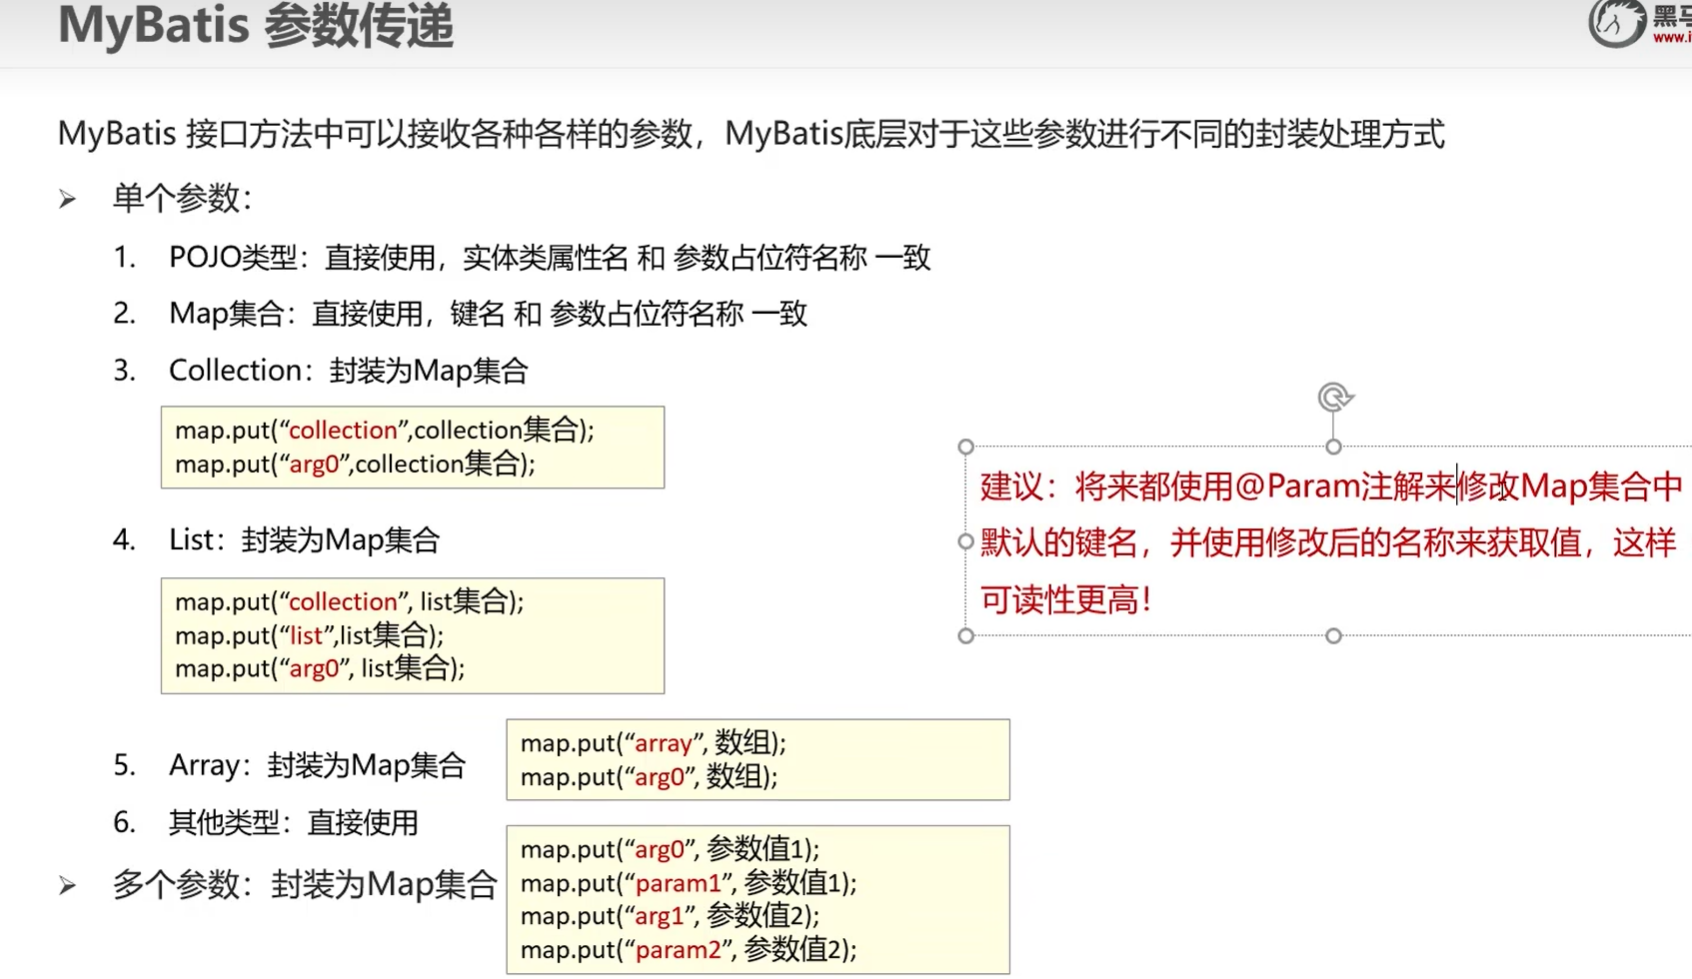 MyBatis 参数传递
黑马
www.i
MyBatis 接口方法中可以接收各种各样的参数，MyBatis底层对于这些参数进行不同的封装处理方式
➢ 单个参数：
1. POJO类型：直接使用，实体类属性名 和 参数占位符名称 一致
2. Map集合：直接使用，键名 和 参数占位符名称 一致
3. Collection：封装为Map集合
map.put(“collection”,collection集合);
map.put(“arg0”,collection集合);
建议：将来都使用@Param注解来修改Map集合中
默认的键名，并使用修改后的名称来获取值，这样
可读性更高！
4. List：封装为Map集合
map.put(“collection”, list集合);
map.put(“list”,list集合);
map.put(“arg0”, list集合);
5. Array：封装为Map集合
map.put(“array”, 数组);
map.put(“arg0”, 数组);
6. 其他类型：直接使用
➢ 多个参数：封装为Map集合
map.put(“arg0”, 参数值1);
map.put(“param1”, 参数值1);
map.put(“arg1”, 参数值2);
map.put(“param2”, 参数值2);